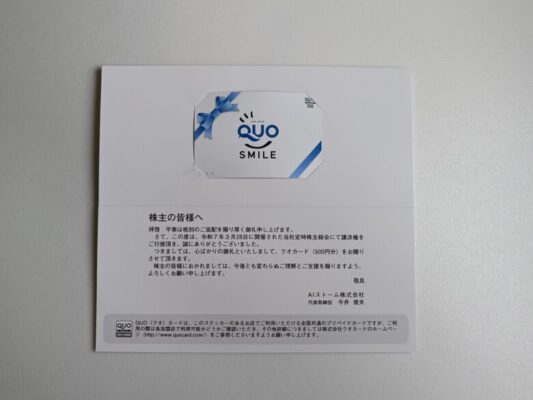 QUO
SMILE
株主の皆様へ
拝啓　平素は格別のご高配を賜り厚く御礼申し上げます。
さて、この度は、令和７年３月28日に開催された当社定時株主総会にて議決権を
ご行使頂き、誠にありがとうございました。
つきましては、心ばかりの謝礼といたしまして、クオカード（500円分）をお贈り
させて頂きます。
株主の皆様におかれましては、今後とも変わらぬご理解とご支援を賜りますよう、
よろしくお願い申し上げます。
敬具
AIストーム株式会社
代表取締役　今井　俊夫
QUO
QUO（クオ）カードは、このステッカーのあるお店でご利用いただける全国共通のプリペイドカードですが、ご利
用の際は各加盟店で利用可能かどうかご確認いただき、その他詳細につきましては株式会社クオカードのホームペー
ジ（http://www.quocard.com/）をご参照くださいますようお願い申し上げます。